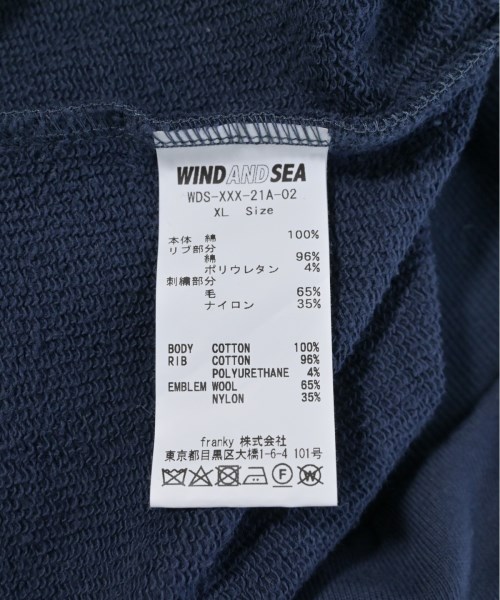 WINDANDSEA
WDS-XXX-21A-02
XL Size
本体 綿 100%
リブ部分
綿 96%
ポリウレタン 4%
刺繍部分
毛 65%
ナイロン 35%
BODY COTTON 100%
RIB COTTON 96%
POLYURETHANE 4%
EMBLEM WOOL 65%
NYLON 35%
franky 株式会社
東京都目黒区大橋1-6-4 101号